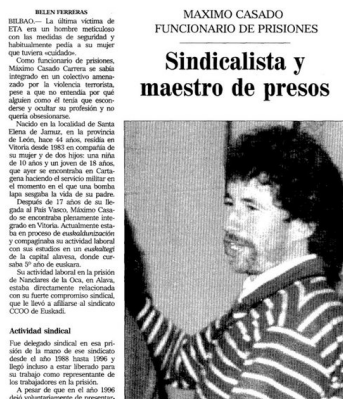 BELEN FERRERAS
BILBAO.— La última víctima de
ETA era un hombre meticuloso
con las medidas de seguridad y
habitualmente pedía a su mujer
que tuviera «cuidado».
Como funcionario de prisiones,
Máximo Casado Carrera se sabía
integrado en un colectivo amena-
zado por la violencia terrorista,
pese a que no entendía por qué
alguien como él tenía que escon-
derse y ocultar su profesión y no
quería obsesionarse.
Nacido en la localidad de Santa
Elena de Jamuz, en la provincia
de León, hace 44 años, residía en
Vitoria desde 1983 en compañía de
su mujer y de dos hijos: una niña
de 10 años y un joven de 18 años,
que ayer se encontraba en Carta-
gena haciendo el servicio militar en
el momento en el que una bomba
lapa sesgaba la vida de su padre.
Después de 17 años de su lle-
gada al País Vasco, Máximo Casa-
do se encontraba plenamente inte-
grado en Vitoria. Actualmente esta-
ba en proceso de euskaldunización
y compaginaba su actividad laboral
con sus estudios en un euskaltegi
de la capital alavesa, donde cur-
saba 5º año de euskara.
Su actividad laboral en la prisión
de Nanclares de la Oca, en Alava,
estaba directamente relacionada
con su fuerte compromiso sindical,
que le llevó a afiliarse al sindicato
CCOO de Euskadi.
Actividad sindical
Fue delegado sindical en esa pri-
sión de la mano de ese sindicato
desde el año 1988 hasta 1996 y
llegó incluso a estar liberado para
su trabajo como representante de
los trabajadores en la prisión.
A pesar de que en el año 1996
dejó voluntariamente de presentar-
MAXIMO CASADO
FUNCIONARIO DE PRISIONES
Sindicalista y
maestro de presos